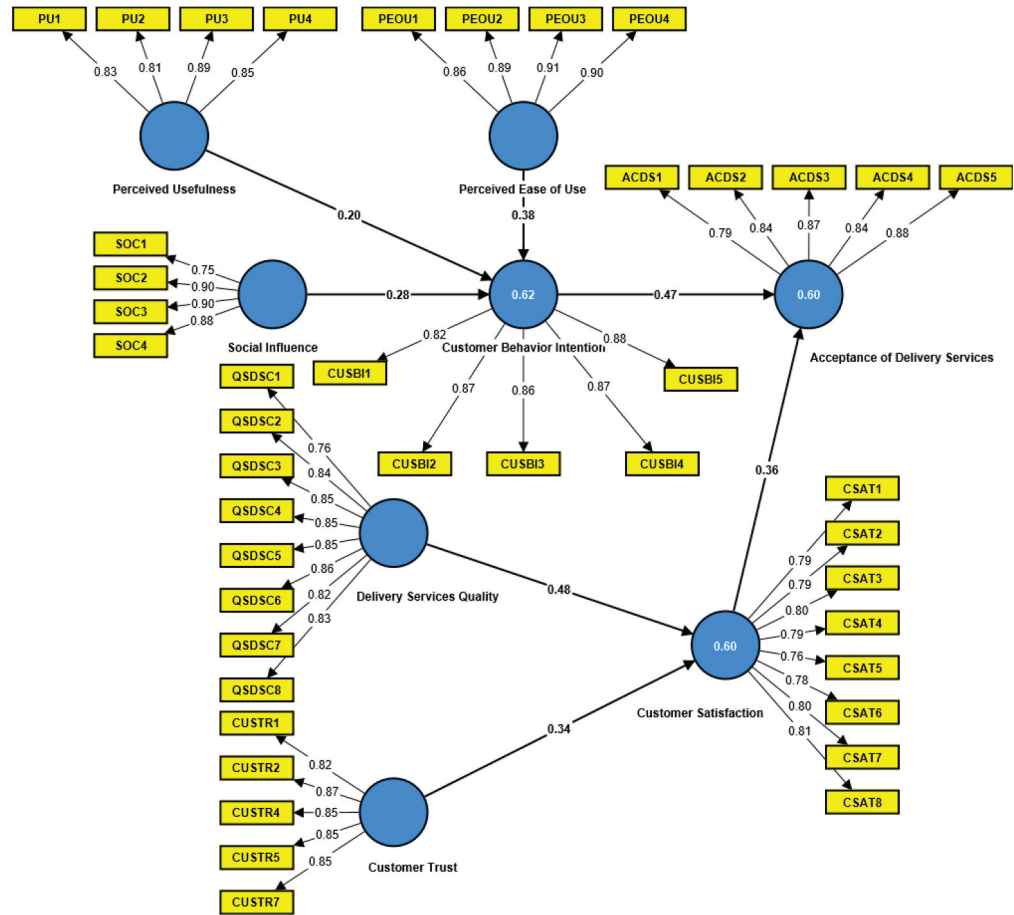 PU1 PU2 PU3 PU4 PEOU1 PEOU2 PEOU3 PEOU4
0.83 0.81 0.89 0.85 0.86 0.89 0.91 0.90
Perceived Usefulness Perceived Ease of Use
ACDS1 ACDS2 ACDS3 ACDS4 ACDS5
0.79 0.84 0.87 0.84 0.88
0.20 0.38
SOC1
SOC2
SOC3
SOC4
0.75
0.90
0.90
0.88
0.28 0.62 0.47 0.60
Social Influence Customer Behavior Intention Acceptance of Delivery Services
0.82 0.87 0.86 0.87 0.88
CUSBI1 CUSBI5
CUSBI2 CUSBI3 CUSBI4
QSDSC1
QSDSC2
QSDSC3
QSDSC4
QSDSC5
QSDSC6
QSDSC7
QSDSC8
0.76
0.84
0.85
0.85
0.85
0.86
0.82
0.83
Delivery Services Quality
0.48
0.36
CUSTR1
CUSTR2
CUSTR4
CUSTR5
CUSTR7
0.82
0.87
0.85
0.85
0.85
Customer Trust
0.34
0.60
Customer Satisfaction
0.79
0.79
0.80
0.79
0.76
0.78
0.80
0.81
CSAT1
CSAT2
CSAT3
CSAT4
CSAT5
CSAT6
CSAT7
CSAT8